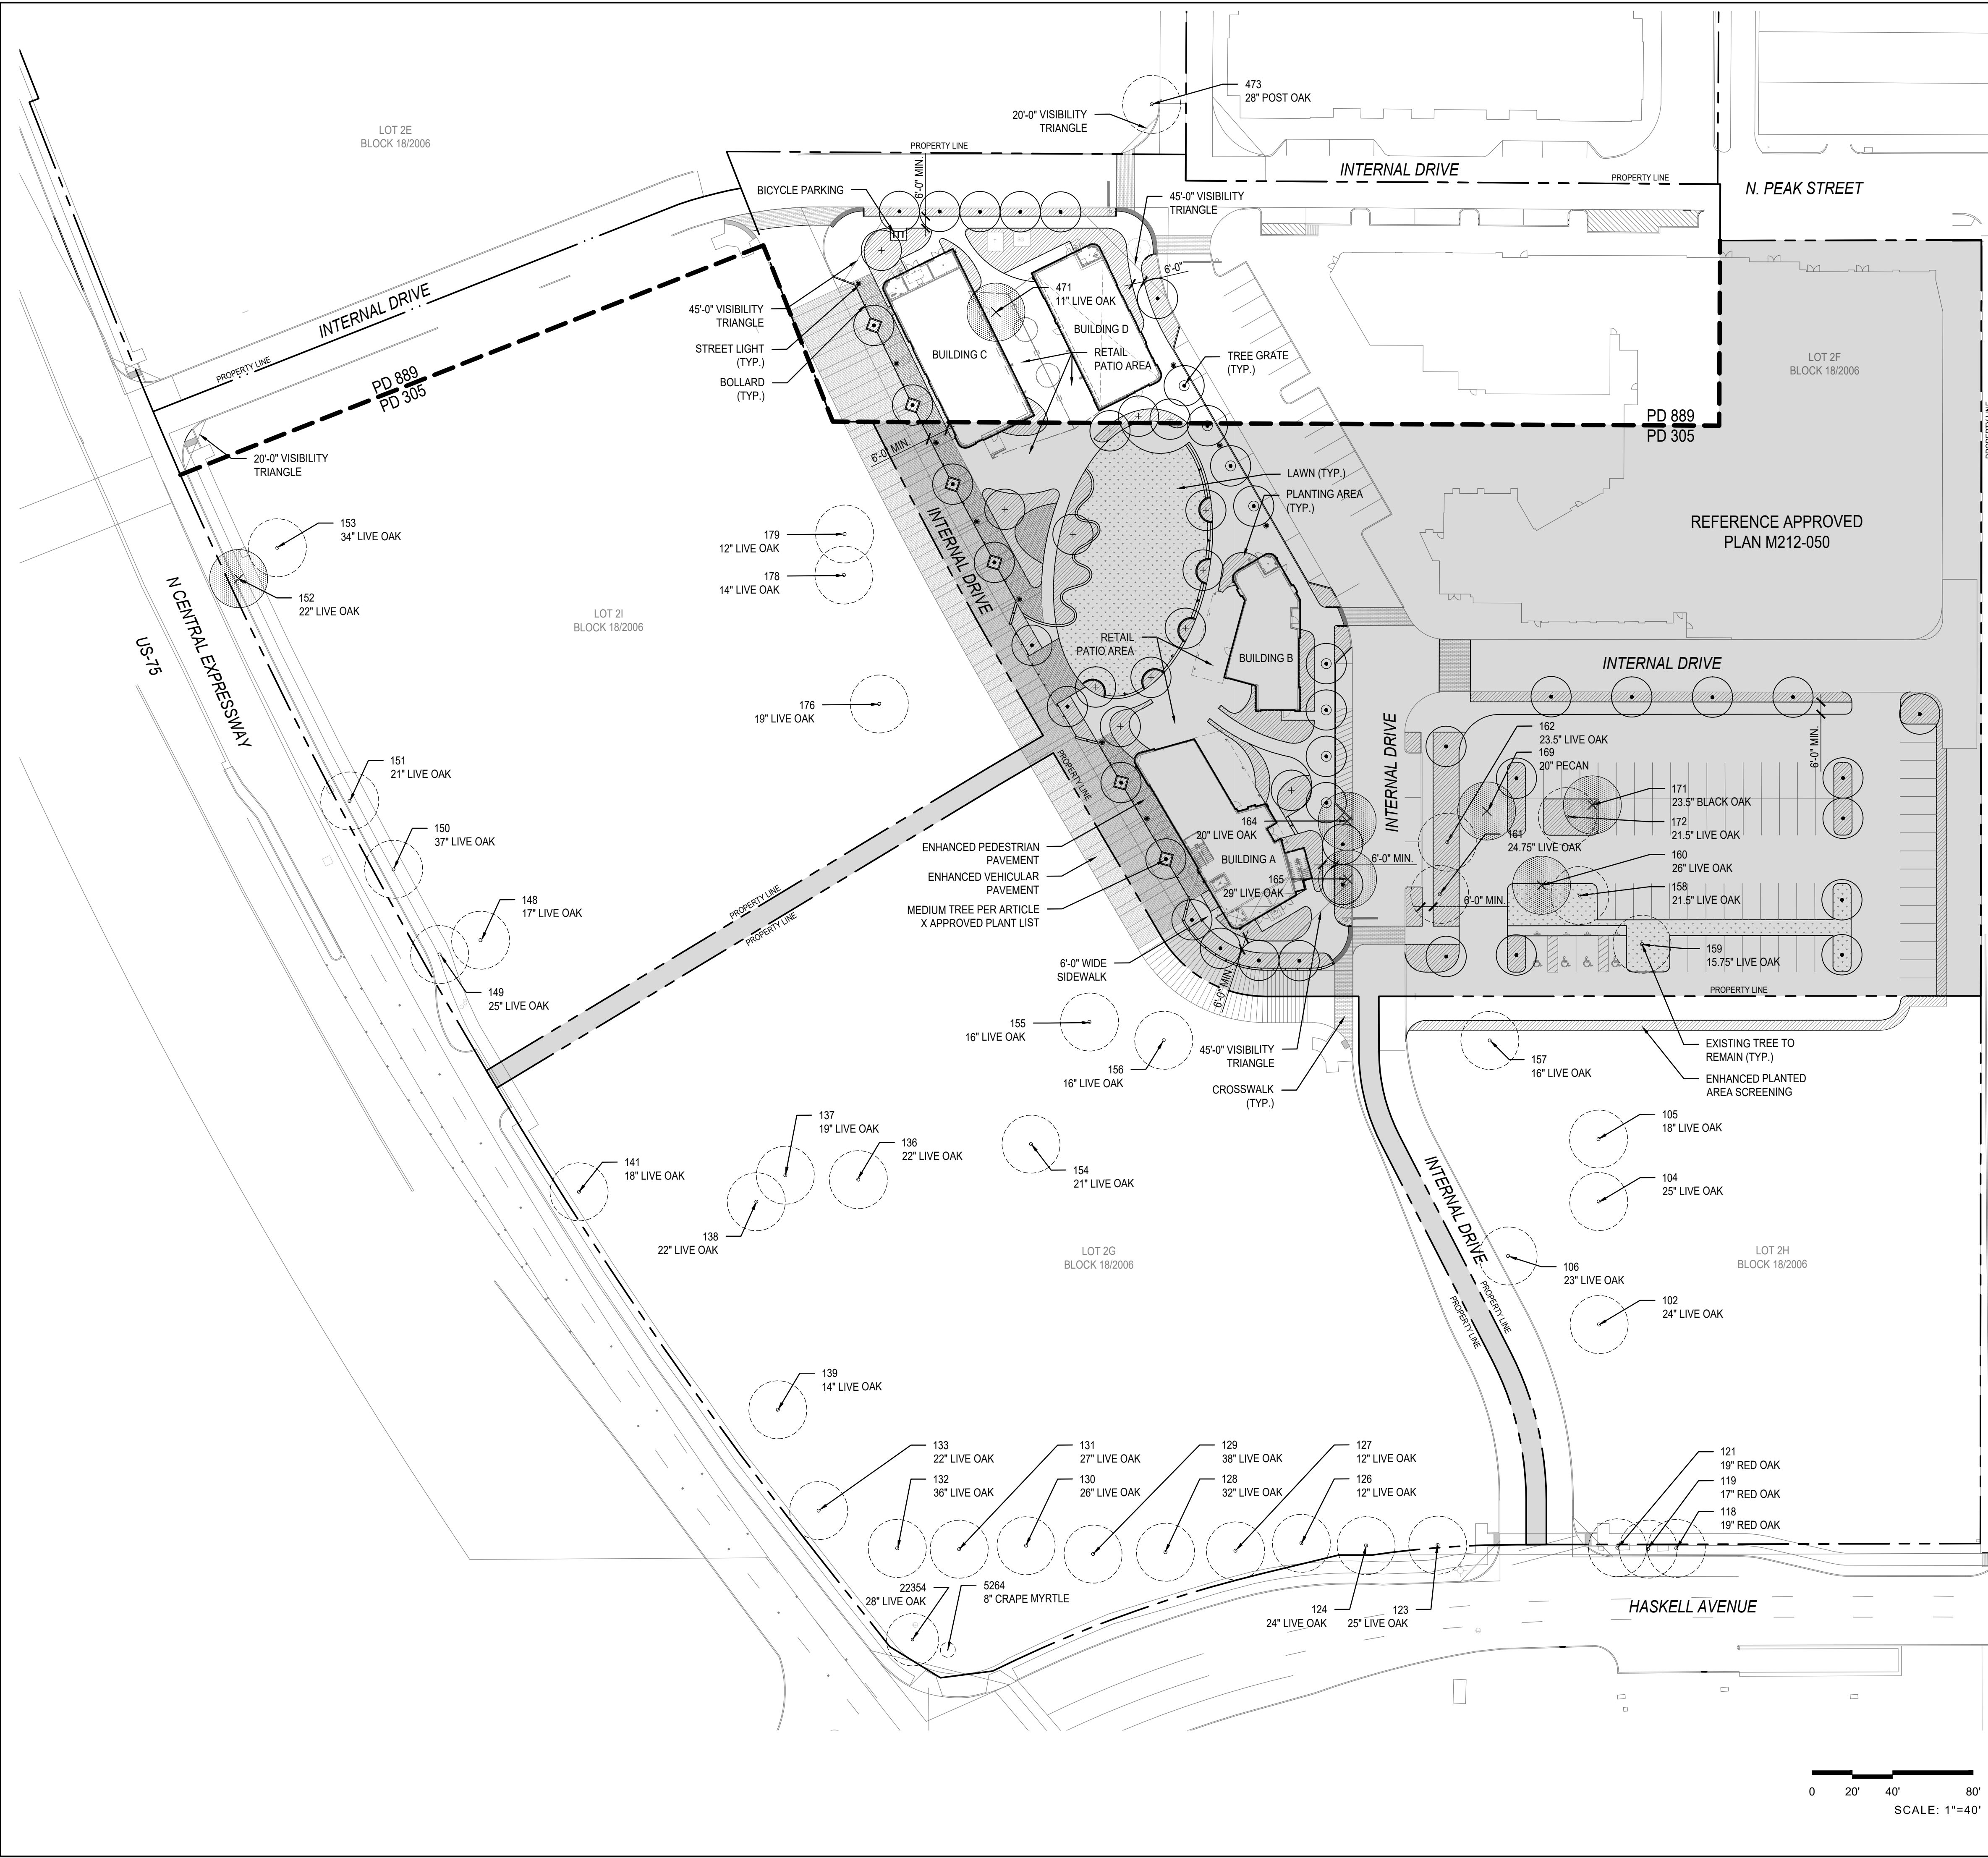 473
28" POST OAK
20'-0" VISIBILITY
TRIANGLE
LOT 2E
BLOCK 18/2006
PROPERTY LINE
INTERNAL DRIVE
PROPERTY LINE
N. PEAK STREET
6'-0" MIN.
BICYCLE PARKING
45'-0" VISIBILITY
TRIANGLE
6'-0"
471
11" LIVE OAK
INTERNAL DRIVE
45'-0" VISIBILITY
TRIANGLE
BUILDING D
STREET LIGHT
(TYP.)
BUILDING C
RETAIL
PATIO AREA
TREE GRATE
(TYP.)
LOT 2F
BLOCK 18/2006
PROPERTY LINE
PD 889
PD 305
BOLLARD
(TYP.)
PD 889
PD 305
PROPERTY LINE
20'-0" VISIBILITY
TRIANGLE
6'-0" MIN.
LAWN (TYP.)
PLANTING AREA
(TYP.)
153
34" LIVE OAK
179
12" LIVE OAK
REFERENCE APPROVED
PLAN M212-050
INTERNAL DRIVE
178
14" LIVE OAK
152
22" LIVE OAK
LOT 2I
BLOCK 18/2006
N CENTRAL EXPRESSWAY
US-75
RETAIL
PATIO AREA
BUILDING B
INTERNAL DRIVE
176
19" LIVE OAK
162
23.5" LIVE OAK
169
20" PECAN
6'-0" MIN.
INTERNAL DRIVE
151
21" LIVE OAK
PROPERTY LINE
171
23.5" BLACK OAK
172
21.5" LIVE OAK
164
20" LIVE OAK
161
24.75" LIVE OAK
150
37" LIVE OAK
ENHANCED PEDESTRIAN
PAVEMENT
BUILDING A
6'-0" MIN.
160
26" LIVE OAK
ENHANCED VEHICULAR
PAVEMENT
165
29" LIVE OAK
158
21.5" LIVE OAK
6'-0" MIN.
148
17" LIVE OAK
PROPERTY LINE
PROPERTY LINE
MEDIUM TREE PER ARTICLE
X APPROVED PLANT LIST
159
15.75" LIVE OAK
6'-0" WIDE
SIDEWALK
6'-0" MIN.
149
25" LIVE OAK
PROPERTY LINE
155
16" LIVE OAK
45'-0" VISIBILITY
TRIANGLE
EXISTING TREE TO
REMAIN (TYP.)
157
16" LIVE OAK
156
16" LIVE OAK
ENHANCED PLANTED
AREA SCREENING
CROSSWALK
(TYP.)
137
19" LIVE OAK
105
18" LIVE OAK
136
22" LIVE OAK
141
18" LIVE OAK
154
21" LIVE OAK
104
25" LIVE OAK
INTERNAL DRIVE
138
22" LIVE OAK
LOT 2G
BLOCK 18/2006
LOT 2H
BLOCK 18/2006
106
23" LIVE OAK
PROPERTY LINE
PROPERTY LINE
102
24" LIVE OAK
139
14" LIVE OAK
133
22" LIVE OAK
131
27" LIVE OAK
129
38" LIVE OAK
127
12" LIVE OAK
121
19" RED OAK
132
36" LIVE OAK
130
26" LIVE OAK
128
32" LIVE OAK
126
12" LIVE OAK
119
17" RED OAK
118
19" RED OAK
22354
28" LIVE OAK
5264
8" CRAPE MYRTLE
124
24" LIVE OAK
123
25" LIVE OAK
HASKELL AVENUE
0 20' 40' 80'
SCALE: 1"=40'